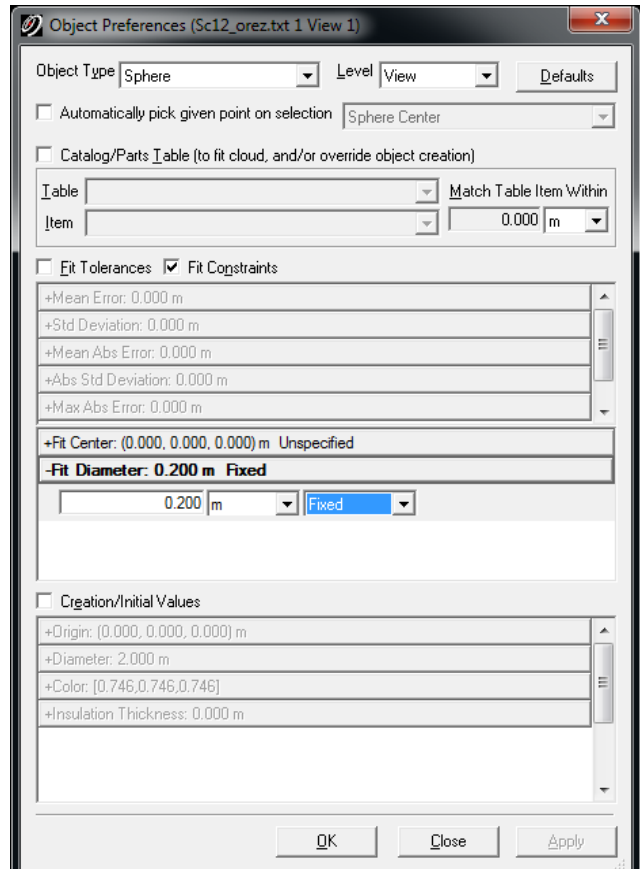 Object Preferences (Sc12_orez.txt 1 View 1)
Object Type Sphere Level View Defaults
Automatically pick given point on selection Sphere Center
Catalog/Parts Table (to fit cloud, and/or override object creation)
Table Match Table Item Within
Item 0.000 m
Fit Tolerances Fit Constraints
+Mean Error: 0.000 m
+Std Deviation: 0.000 m
+Mean Abs Error: 0.000 m
+Abs Std Deviation: 0.000 m
+Max Abs Error: 0.000 m
+Fit Center: (0.000, 0.000, 0.000) m Unspecified
-Fit Diameter: 0.200 m Fixed
0.200 m Fixed
Creation/Initial Values
+Origin: (0.000, 0.000, 0.000) m
+Diameter: 2.000 m
+Color: [0.746,0.746,0.746]
+Insulation Thickness: 0.000 m
OK Close Apply